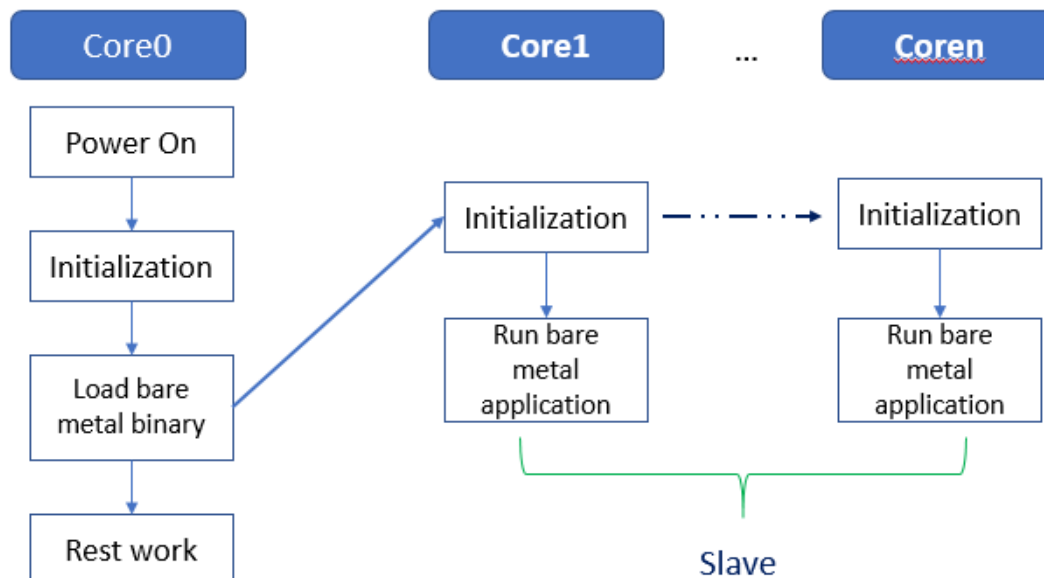 Core0
Core1
...
Coren
Power On
Initialization
Load bare
metal binary
Rest work
Initialization
Run bare
metal
application
Initialization
Run bare
metal
application
Slave